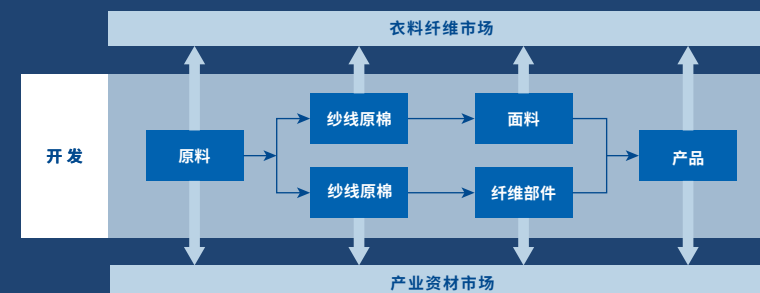 衣料纤维市场
开发
原料
纱线原棉
面料
纱线原棉
纤维部件
产品
产业资材市场